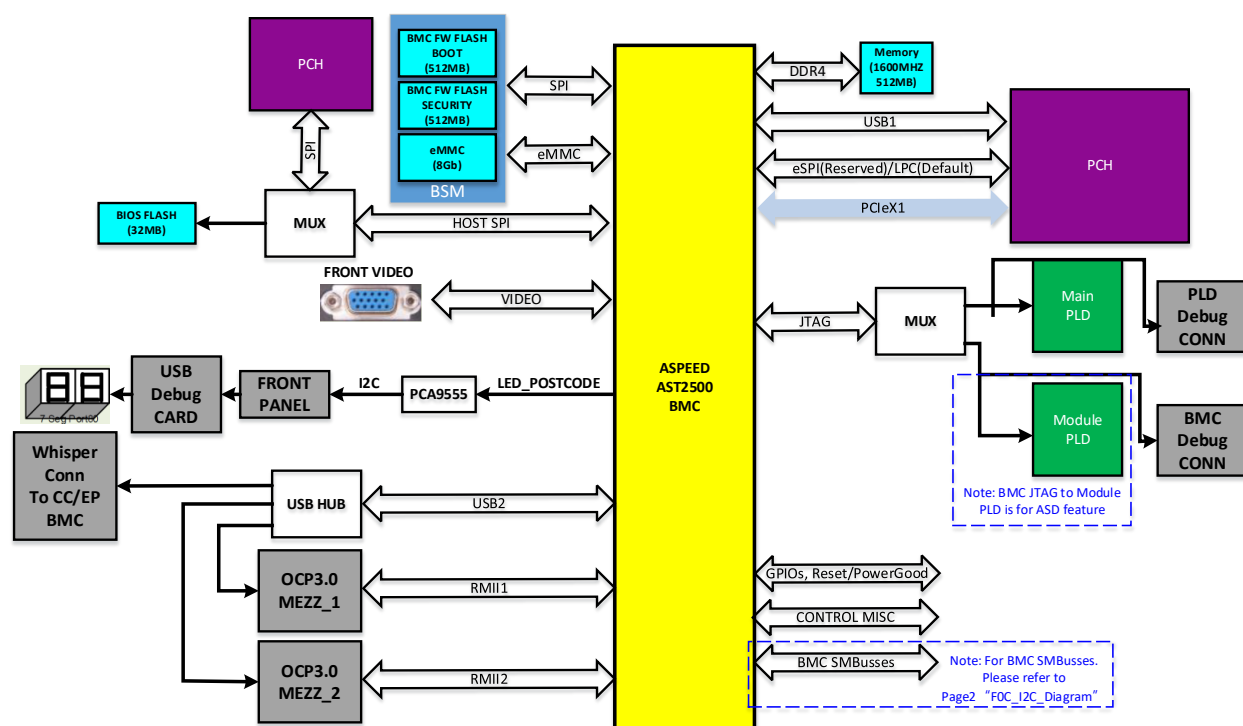 PCH
SPI
MUX
BIOS FLASH
(32MB)
BMC FW FLASH
BOOT
(512MB)
BMC FW FLASH
SECURITY
(512MB)
eMMC
(8Gb)
BSM
SPI
eMMC
HOST SPI
FRONT VIDEO
VIDEO
7 Seg Port80
USB
Debug
CARD
FRONT
PANEL
I2C
PCA9555
LED_POSTCODE
Whisper
Conn
To CC/EP
BMC
USB HUB
USB2
OCP3.0
MEZZ_1
RMII1
OCP3.0
MEZZ_2
RMII2
ASPEED
AST2500
BMC
DDR4
Memory
(1600MHZ
512MB)
USB1
eSPI(Reserved)/LPC(Default)
PCIeX1
PCH
JTAG
MUX
Main
PLD
PLD
Debug
CONN
Module
PLD
BMC
Debug
CONN
Note: BMC JTAG to Module
PLD is for ASD feature
GPIOs, Reset/PowerGood
CONTROL MISC
BMC SMBusses
Note: For BMC SMBusses.
Please refer to
Page2 “F0C_I2C_Diagram”